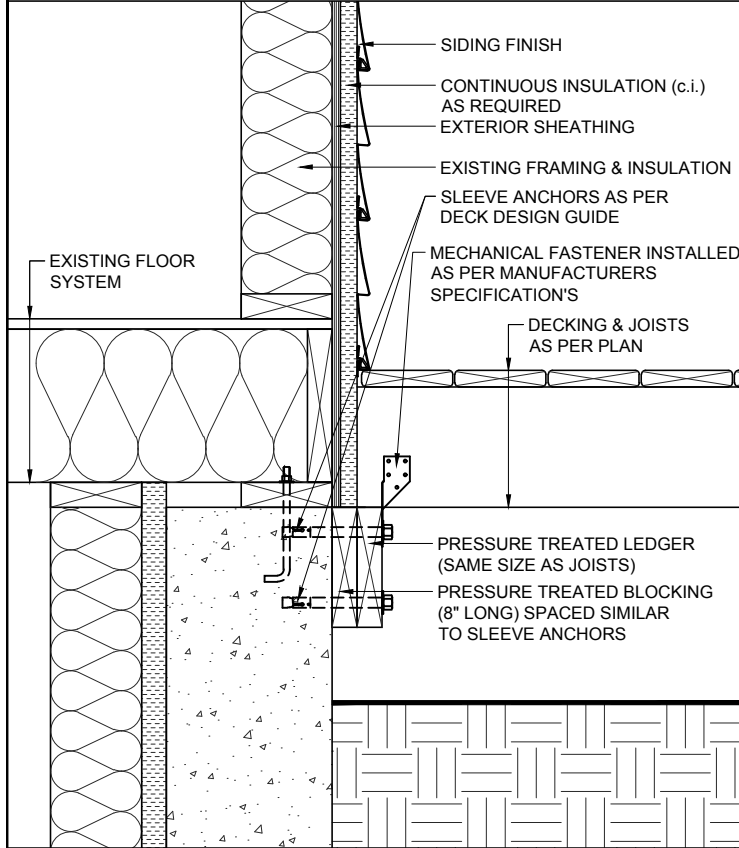 SIDING FINISH
CONTINUOUS INSULATION (c.i.)
AS REQUIRED
EXTERIOR SHEATHING
EXISTING FRAMING & INSULATION
SLEEVE ANCHORS AS PER
DECK DESIGN GUIDE
MECHANICAL FASTENER INSTALLED
AS PER MANUFACTURERS
SPECIFICATION'S
EXISTING FLOOR
SYSTEM
DECKING & JOISTS
AS PER PLAN
PRESSURE TREATED LEDGER
(SAME SIZE AS JOISTS)
PRESSURE TREATED BLOCKING
(8" LONG) SPACED SIMILAR
TO SLEEVE ANCHORS